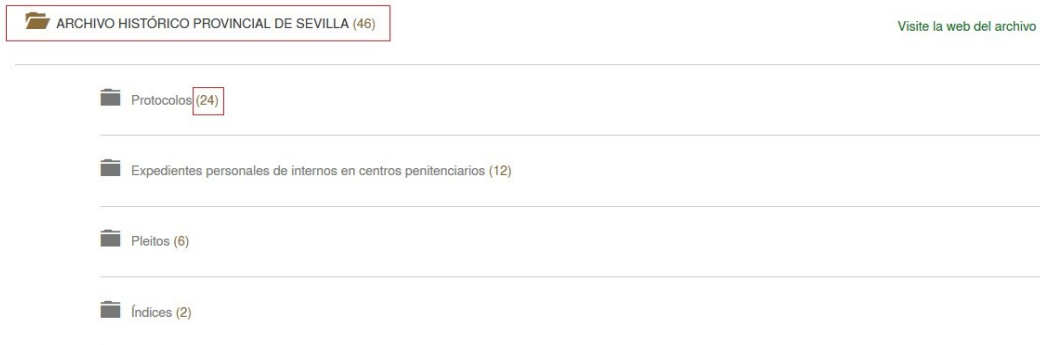 ARCHIVO HISTÓRICO PROVINCIAL DE SEVILLA (46)
Visite la web del archivo
Protocolos (24)
Expedientes personales de internos en centros penitenciarios (12)
Pleitos (6)
Índices (2)